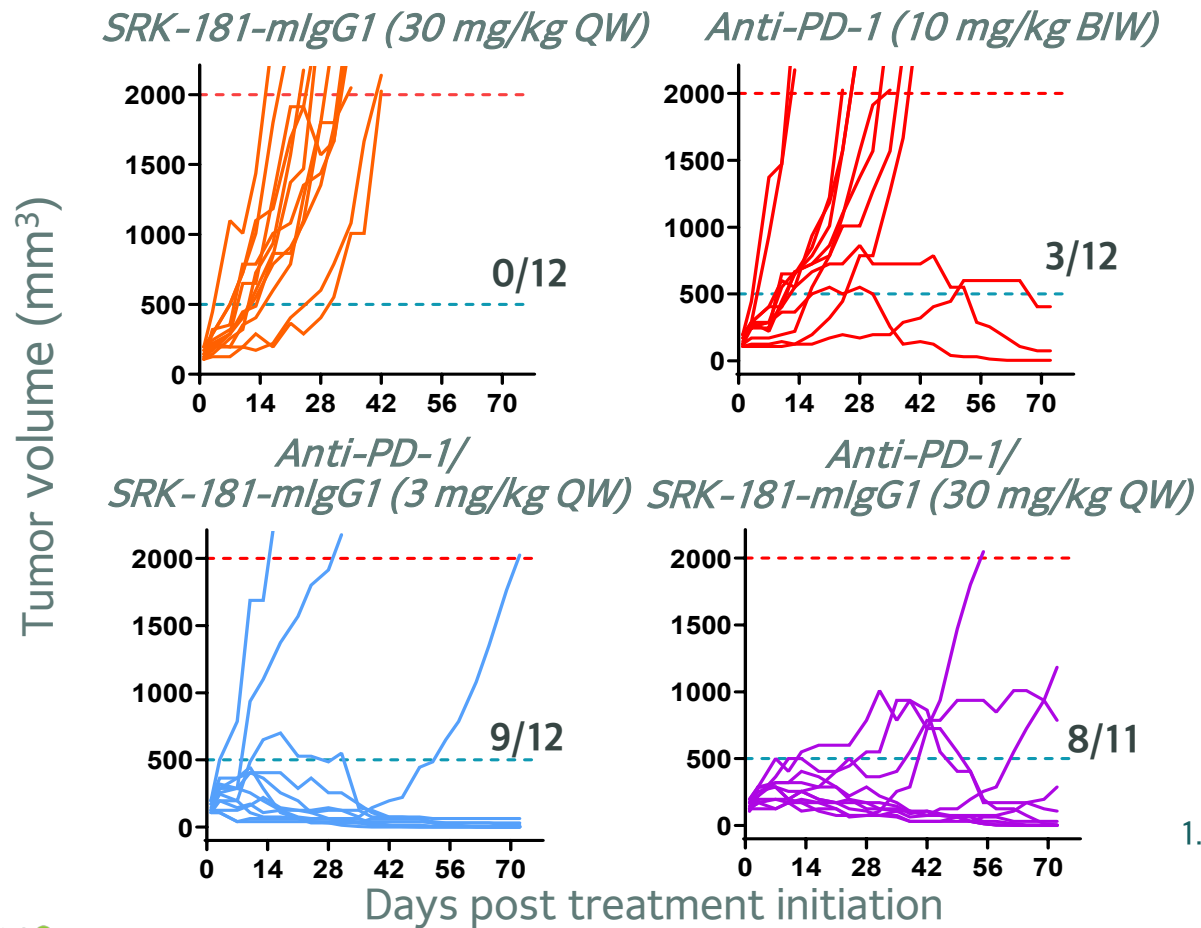 SRK-181-mIgG1 (30 mg/kg QW)
Anti-PD-1 (10 mg/kg BIW)
Tumor volume (mm³)
2000
1500
1000
500
0
0/12
0 14 28 42 56 70
2000
1500
1000
500
0
3/12
0 14 28 42 56 70
Anti-PD-1/
SRK-181-mIgG1 (3 mg/kg QW)
Anti-PD-1/
SRK-181-mIgG1 (30 mg/kg QW)
2000
1500
1000
500
0
9/12
0 14 28 42 56 70
2000
1500
1000
500
0
8/11
0 14 28 42 56 70
1.
Days post treatment initiation